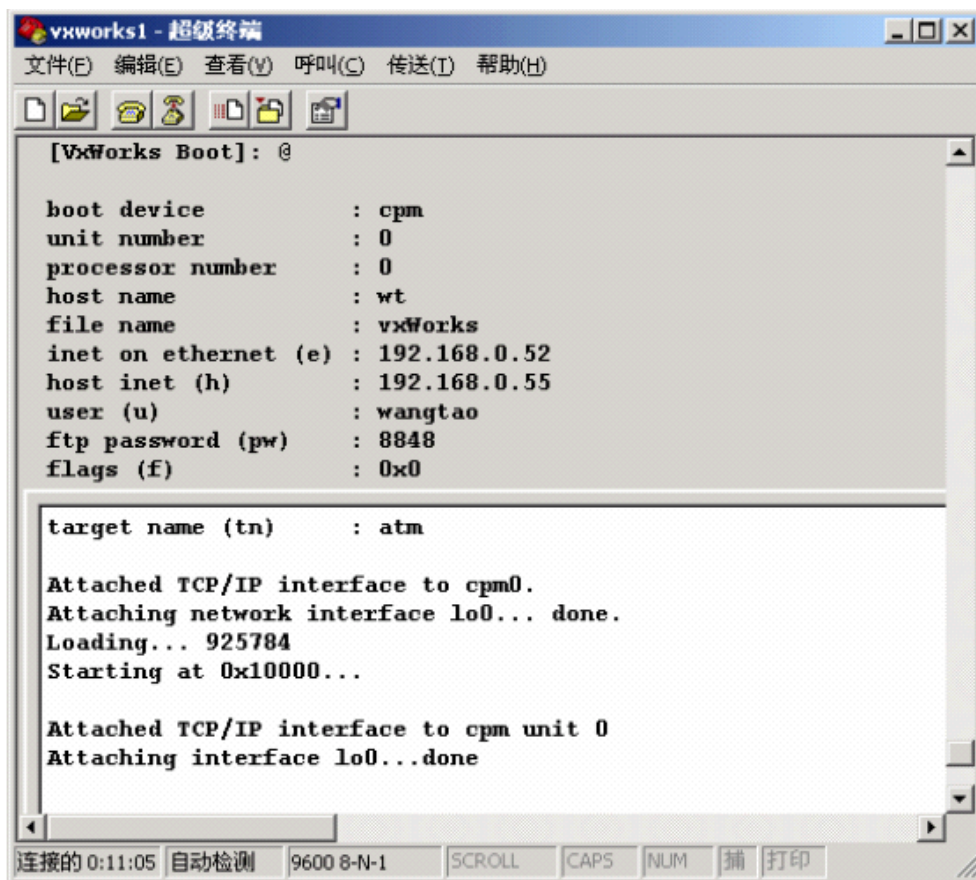 vxworks1 - 超级终端
文件(F) 编辑(E) 查看(V) 呼叫(C) 传送(T) 帮助(H)
[VxWorks Boot]: @
boot device : cpm
unit number : 0
processor number : 0
host name : wt
file name : vxWorks
inet on ethernet (e) : 192.168.0.52
host inet (h) : 192.168.0.55
user (u) : wangtao
ftp password (pw) : 8848
flags (f) : 0x0
target name (tn) : atm
Attached TCP/IP interface to cpm0.
Attaching network interface lo0... done.
Loading... 925784
Starting at 0x10000...
Attached TCP/IP interface to cpm unit 0
Attaching interface lo0...done
连接的 0:11:05 自动检测 9600 8-N-1 SCROLL CAPS NUM 捕 打印